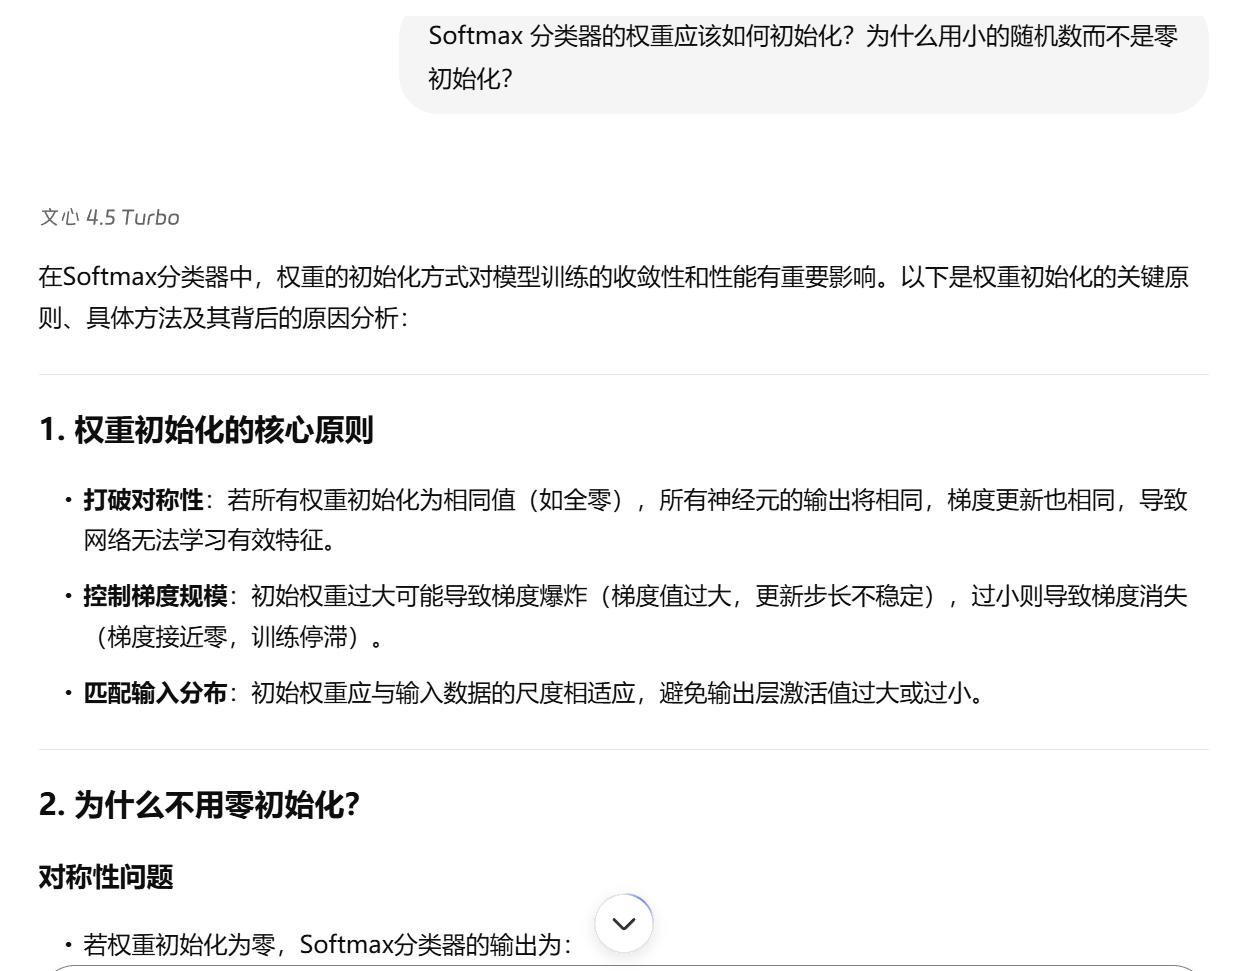 Softmax 分类器的权重应该如何初始化？为什么用小的随机数而不是零
初始化？
文心 4.5 Turbo
在Softmax分类器中，权重的初始化方式对模型训练的收敛性和性能有重要影响。以下是权重初始化的关键原
则、具体方法及其背后的原因分析：
1. 权重初始化的核心原则
• 打破对称性：若所有权重初始化为相同值（如全零），所有神经元的输出将相同，梯度更新也相同，导致
网络无法学习有效特征。
• 控制梯度规模：初始权重过大可能导致梯度爆炸（梯度值过大，更新步长不稳定），过小则导致梯度消失
（梯度接近零，训练停滞）。
• 匹配输入分布：初始权重应与输入数据的尺度相适应，避免输出层激活值过大或过小。
2. 为什么不用零初始化？
对称性问题
• 若权重初始化为零，Softmax分类器的输出为：